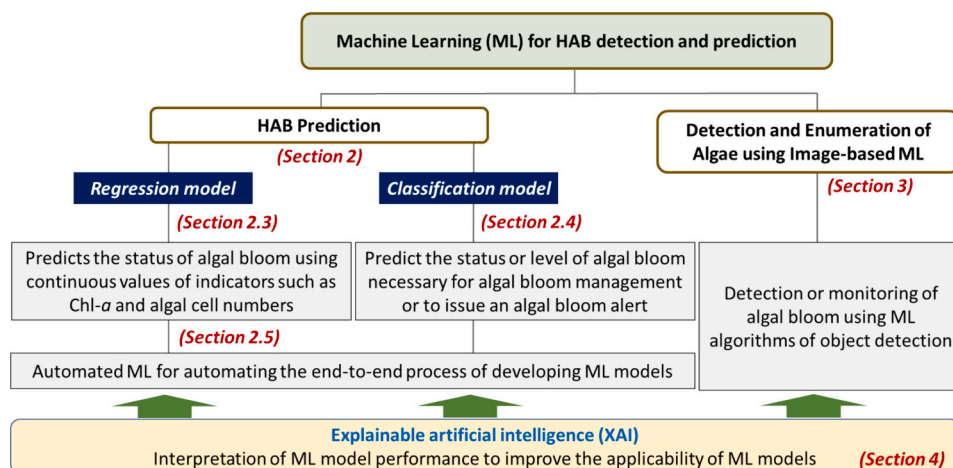 Machine Learning (ML) for HAB detection and prediction
HAB Prediction
(Section 2)
Detection and Enumeration of
Algae using Image-based ML
(Section 3)
Regression model
Classification model
(Section 2.3)
(Section 2.4)
Predicts the status of algal bloom using
continuous values of indicators such as
Chl-a and algal cell numbers
Predict the status or level of algal bloom
necessary for algal bloom management
or to issue an algal bloom alert
Detection or monitoring of
algal bloom using ML
algorithms of object detection
(Section 2.5)
Automated ML for automating the end-to-end process of developing ML models
Explainable artificial intelligence (XAI)
Interpretation of ML model performance to improve the applicability of ML models (Section 4)